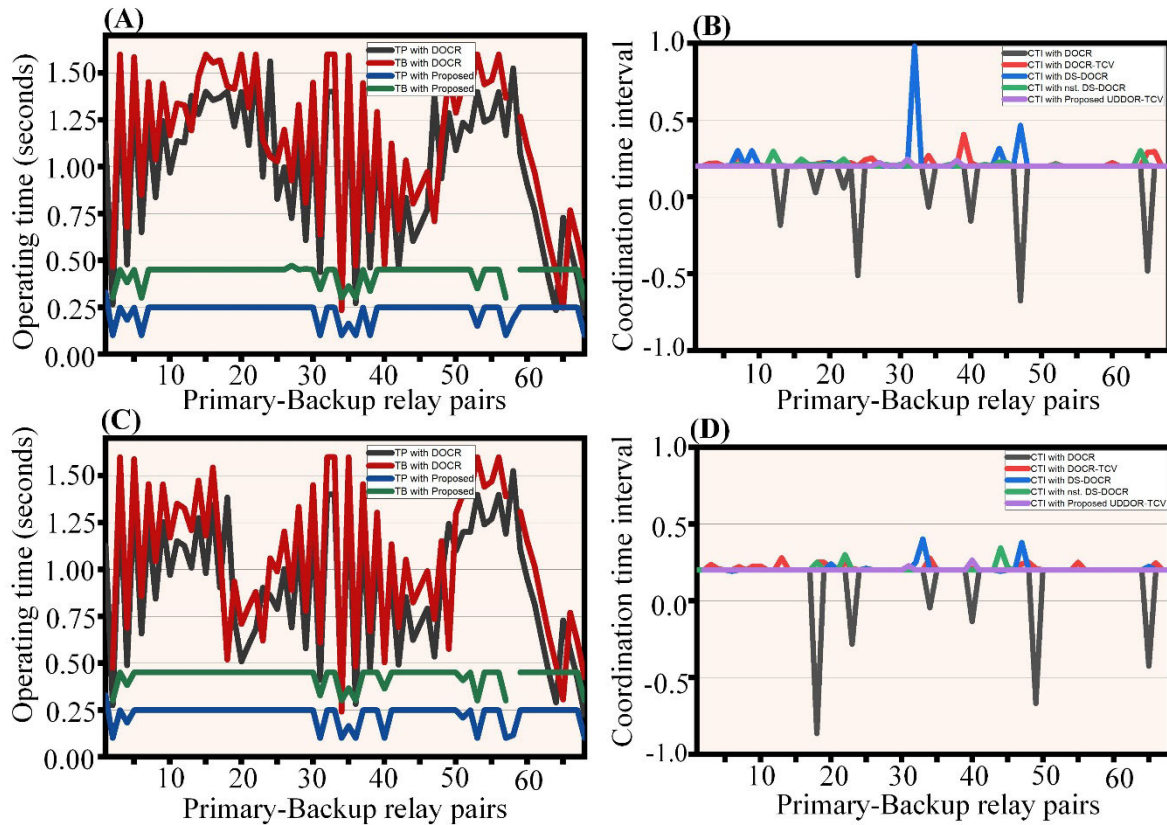 (A)
Operating time (seconds)
1.50
1.25
1.00
0.75
0.50
0.25
0.00
TP with DOCR
TB with DOCR
TP with Proposed
TB with Proposed
10 20 30 40 50 60
Primary-Backup relay pairs
(B)
Coordination time interval
1.0
0.5
0.0
-0.5
-1.0
CTI with DOCR
CTI with DOCR-TCV
CTI with DS-DOCR
CTI with nst. DS-DOCR
CTI with Proposed UDDOR-TCV
10 20 30 40 50 60
Primary-Backup relay pairs
(C)
Operating time (seconds)
1.50
1.25
1.00
0.75
0.50
0.25
0.00
TP with DOCR
TB with DOCR
TP with Proposed
TB with Proposed
10 20 30 40 50 60
Primary-Backup relay pairs
(D)
Coordination time interval
1.0
0.5
0.0
-0.5
-1.0
CTI with DOCR
CTI with DOCR-TCV
CTI with DS-DOCR
CTI with nst. DS-DOCR
CTI with Proposed UDDOR-TCV
10 20 30 40 50 60
Primary-Backup relay pairs